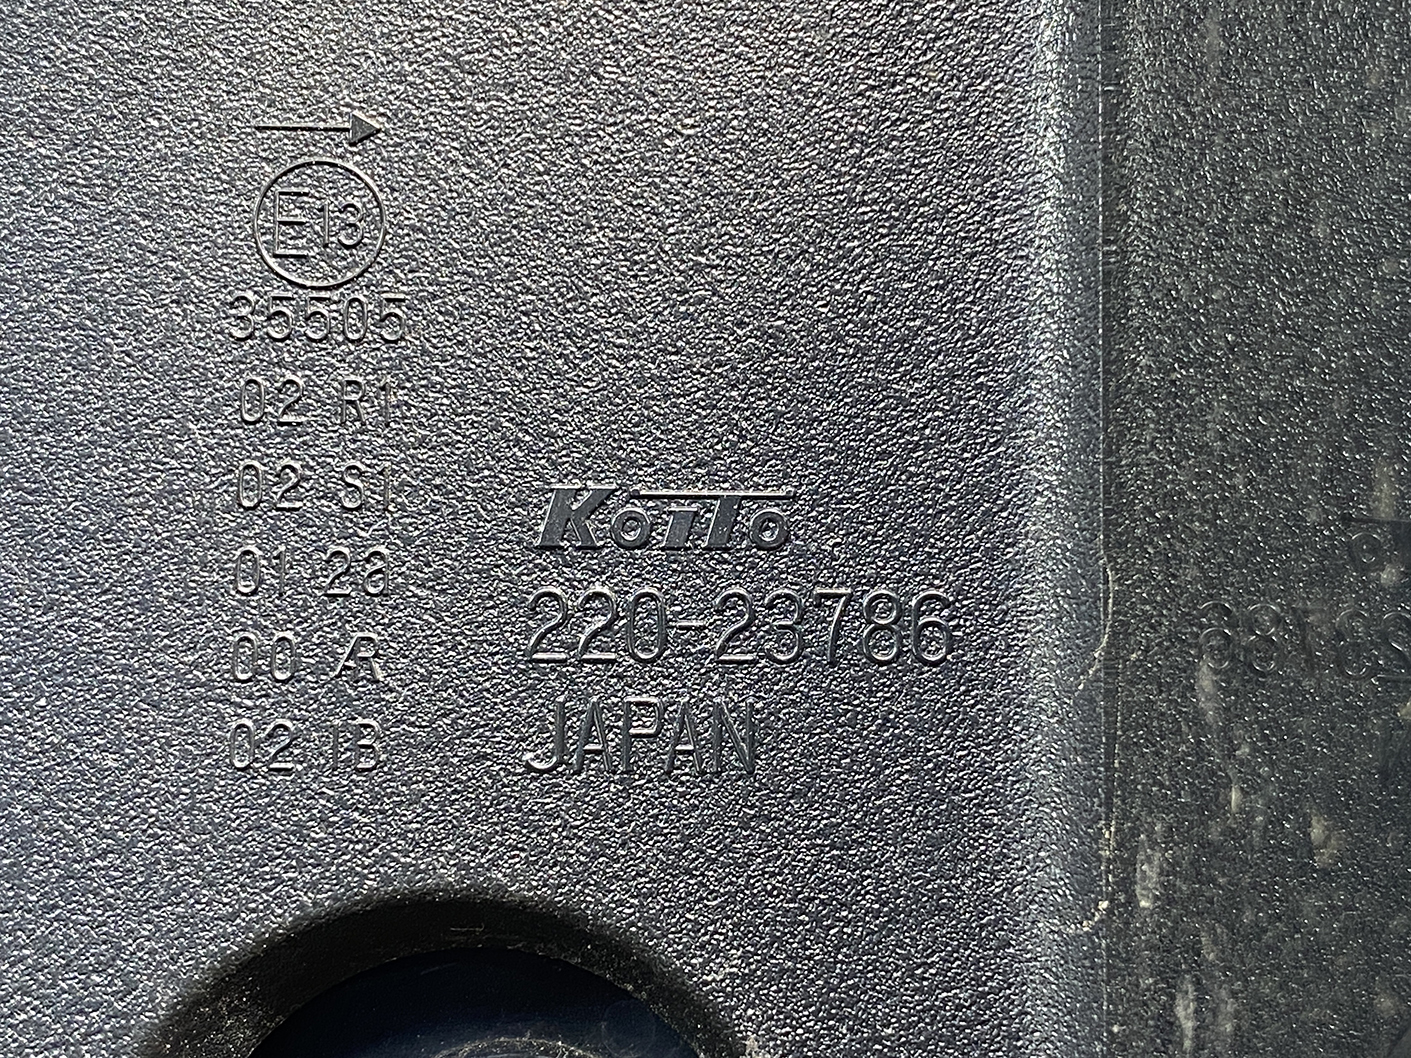 E13
35505
02 R1
02 S1
01 2a
00 AR
02 IB
KOITO
220-23786
JAPAN